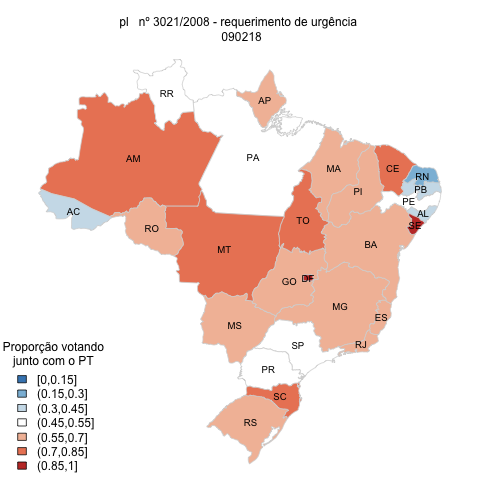 pl nº 3021/2008 - requerimento de urgência
090218
RR
AP
AM
PA
MA
CE
RN
PB
PE
AL
SE
PI
AC
RO
TO
MT
BA
GO
DF
MG
ES
MS
SP
RJ
PR
SC
RS
Proporção votando
junto com o PT
[0,0.15]
(0.15,0.3]
(0.3,0.45]
(0.45,0.55]
(0.55,0.7]
(0.7,0.85]
(0.85,1]